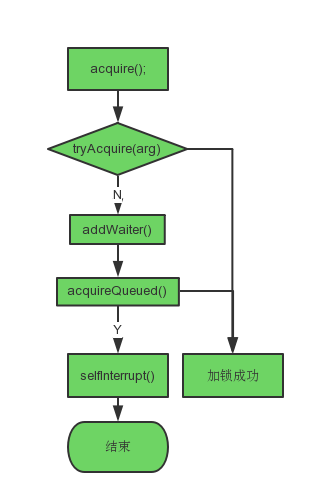 acquire();
tryAcquire(arg)
N,
addWaiter()
acquireQueued()
Y
selfInterrupt()
加锁成功
结束